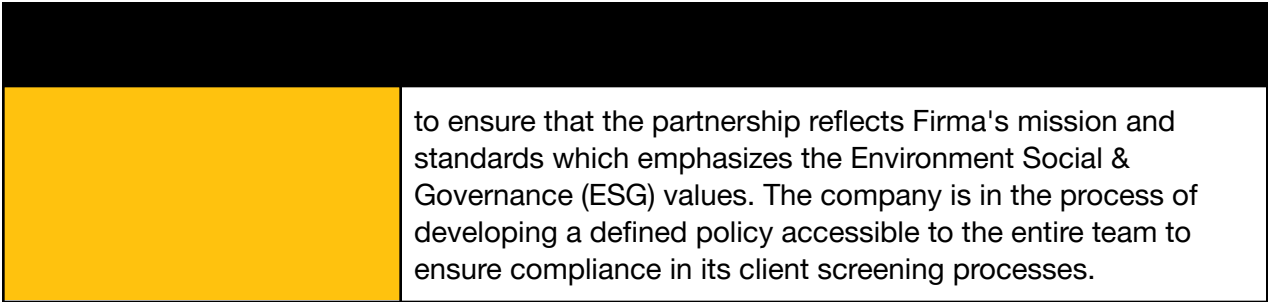 to ensure that the partnership reflects Firma's mission and
standards which emphasizes the Environment Social &
Governance (ESG) values. The company is in the process of
developing a defined policy accessible to the entire team to
ensure compliance in its client screening processes.